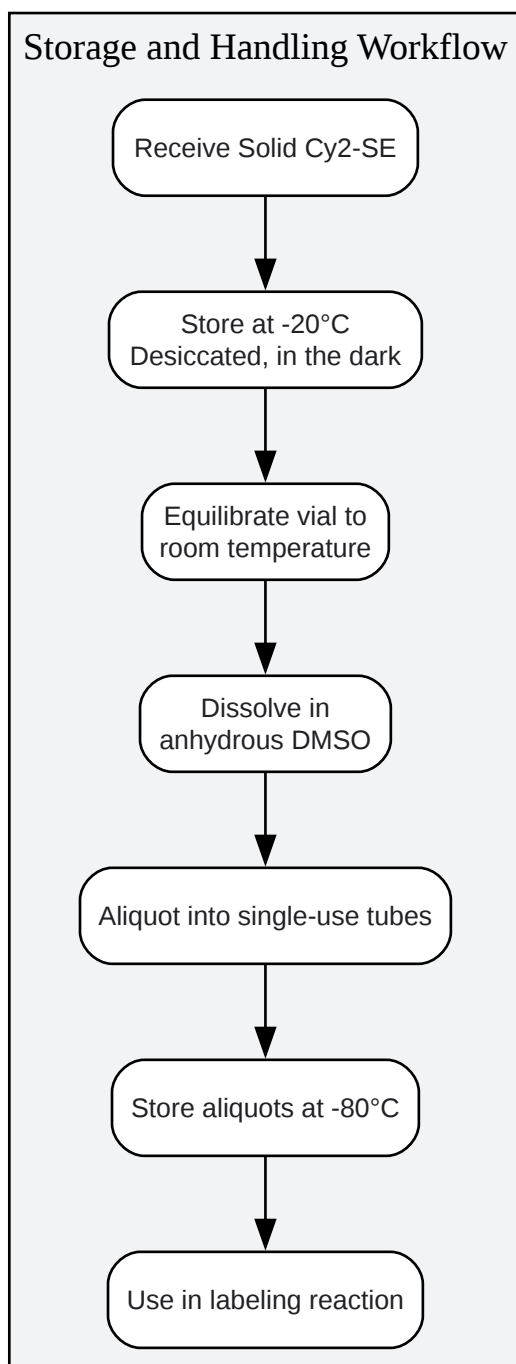 Storage and Handling Workflow
Receive Solid Cy2-SE
Store at -20°C
Desiccated, in the dark
Equilibrate vial to
room temperature
Dissolve in
anhydrous DMSO
Aliquot into single-use tubes
Store aliquots at -80°C
Use in labeling reaction